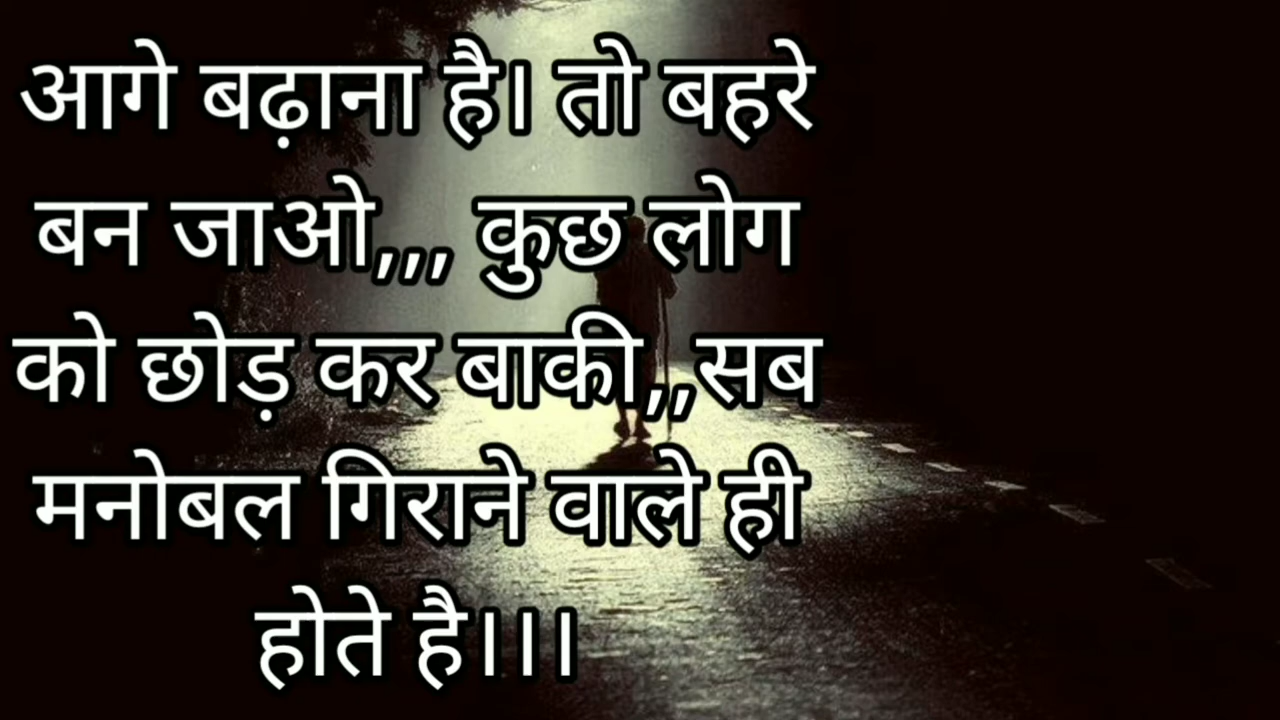 आगे बढ़ाना है। तो बहरे
बन जाओ,,, कुछ लोग
को छोड़ कर बाकी,,सब
मनोबल गिराने वाले ही
होते है।।।